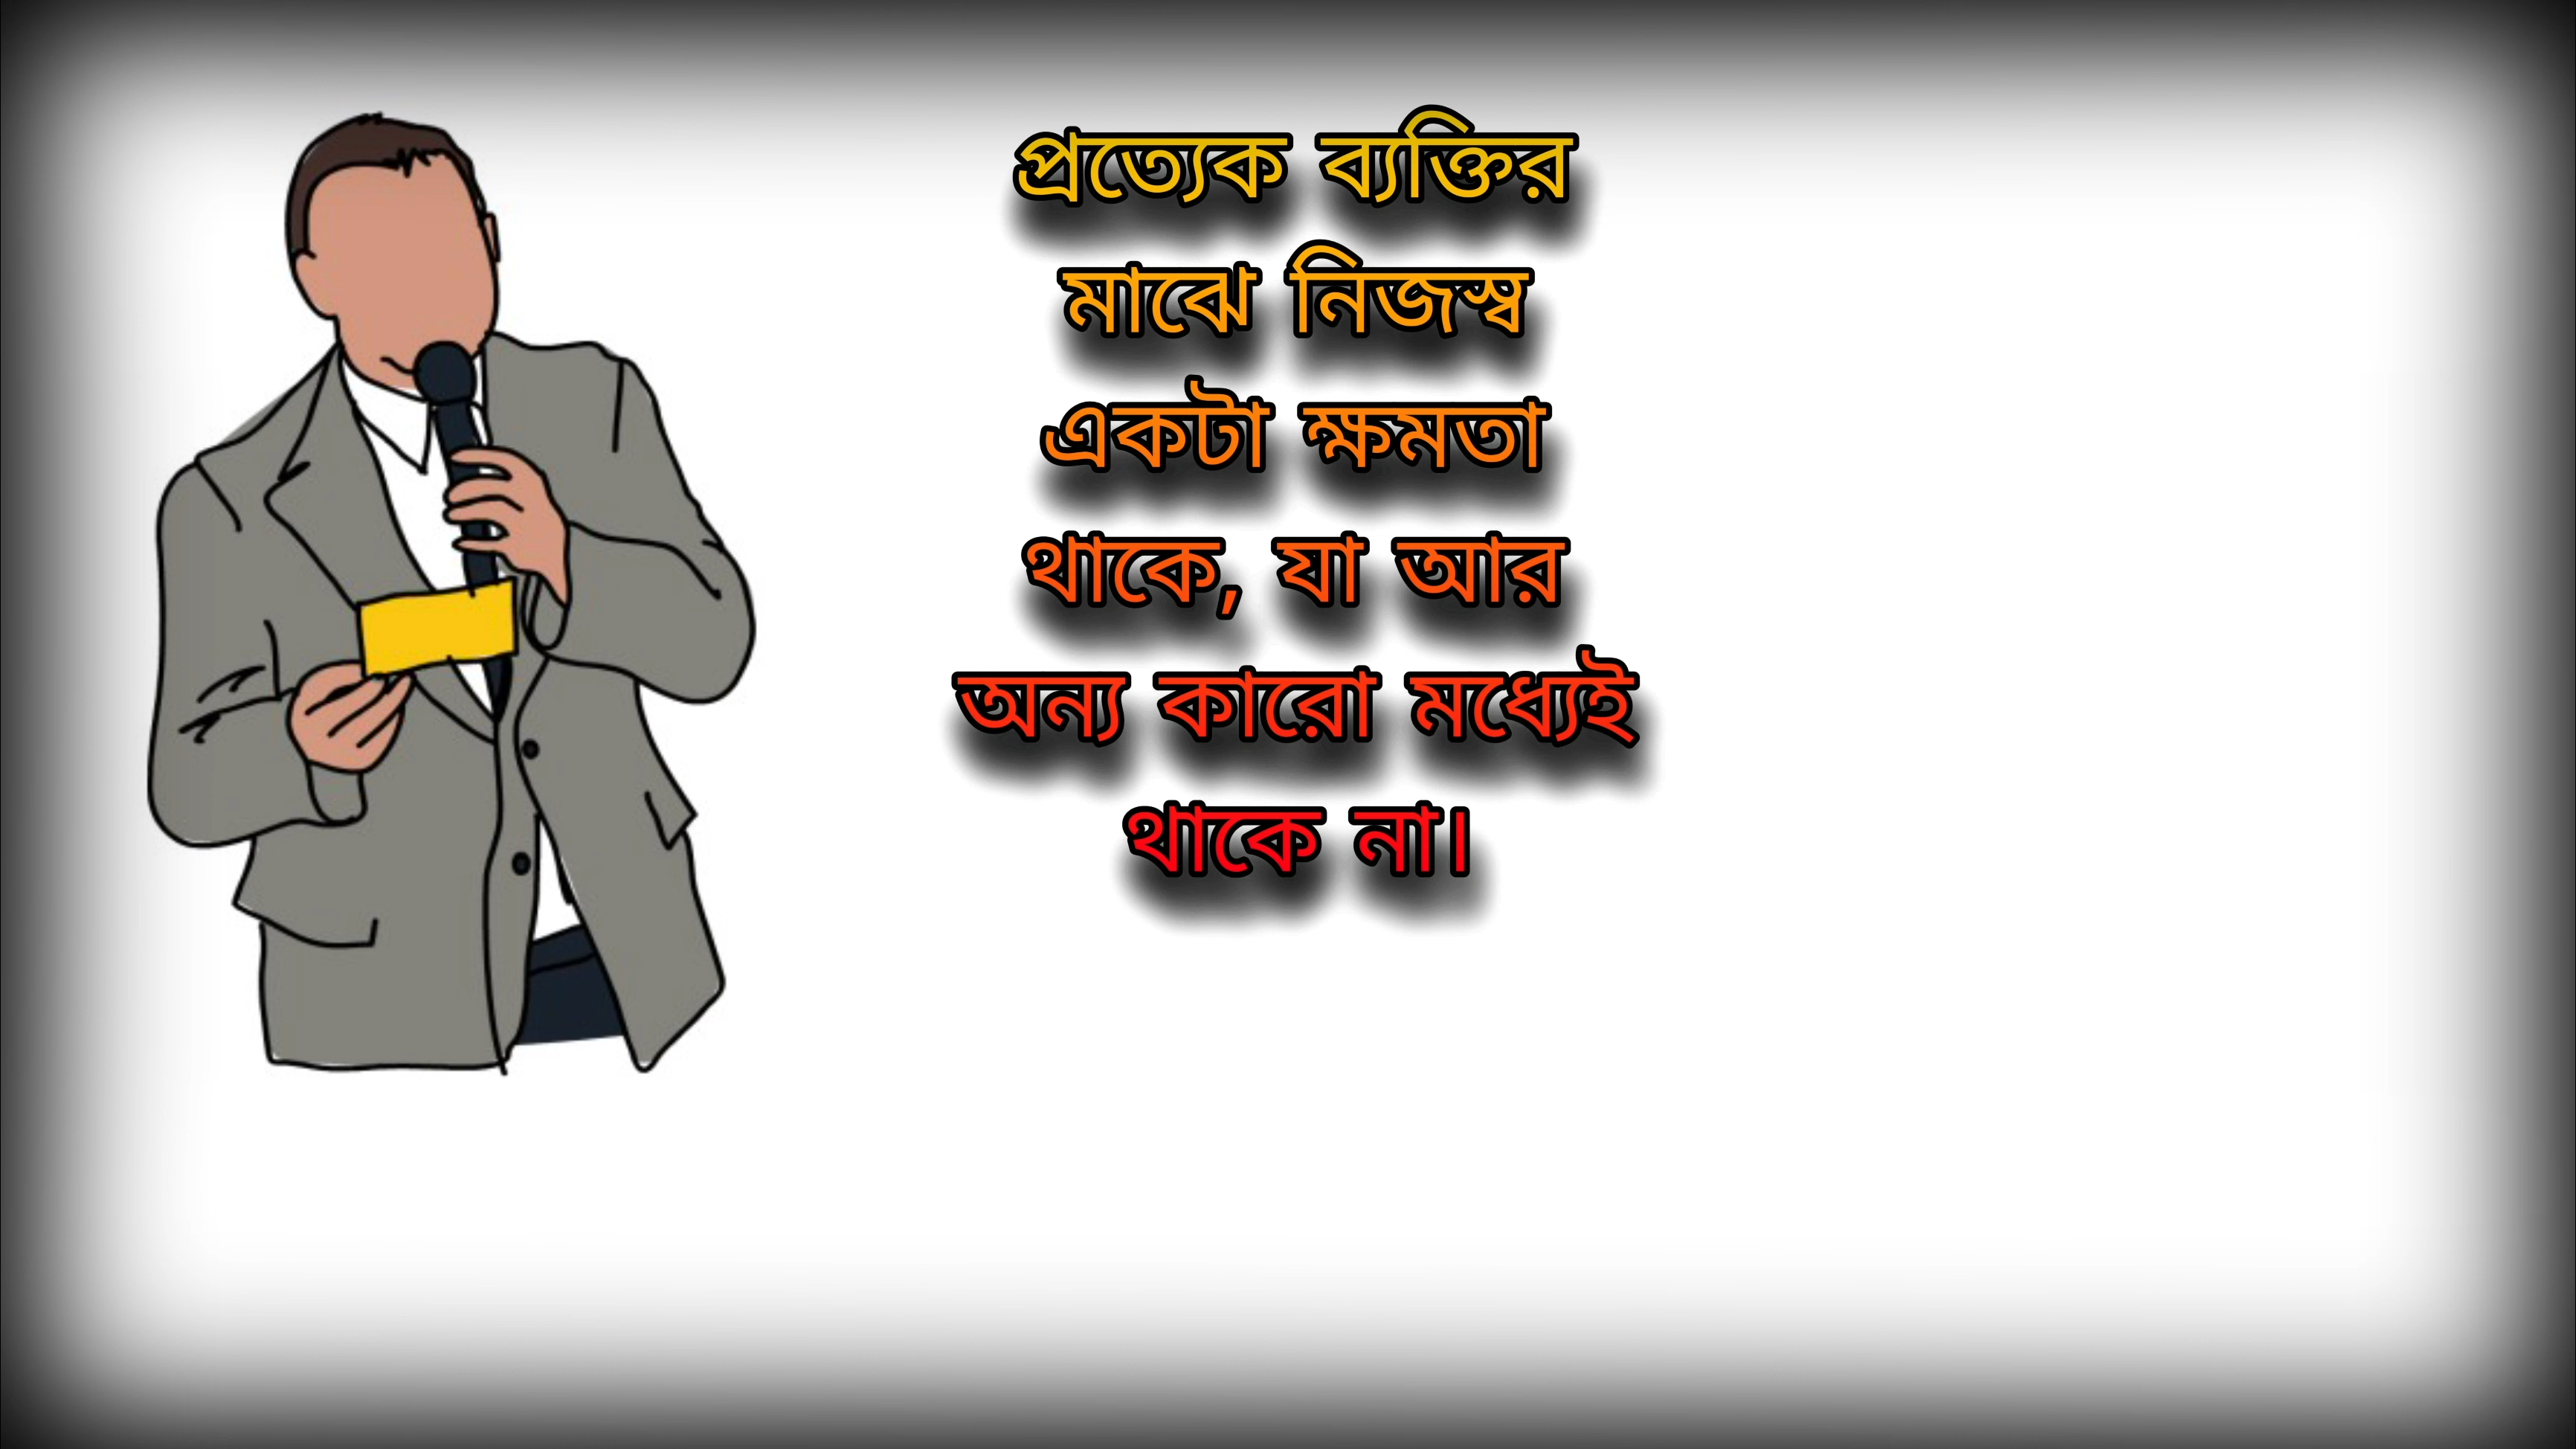 প্রত্যেক ব্যক্তির
মাঝে নিজস্ব
একটা ক্ষমতা
থাকে, যা আর
অন্য কারো মধ্যেই
থাকে না।